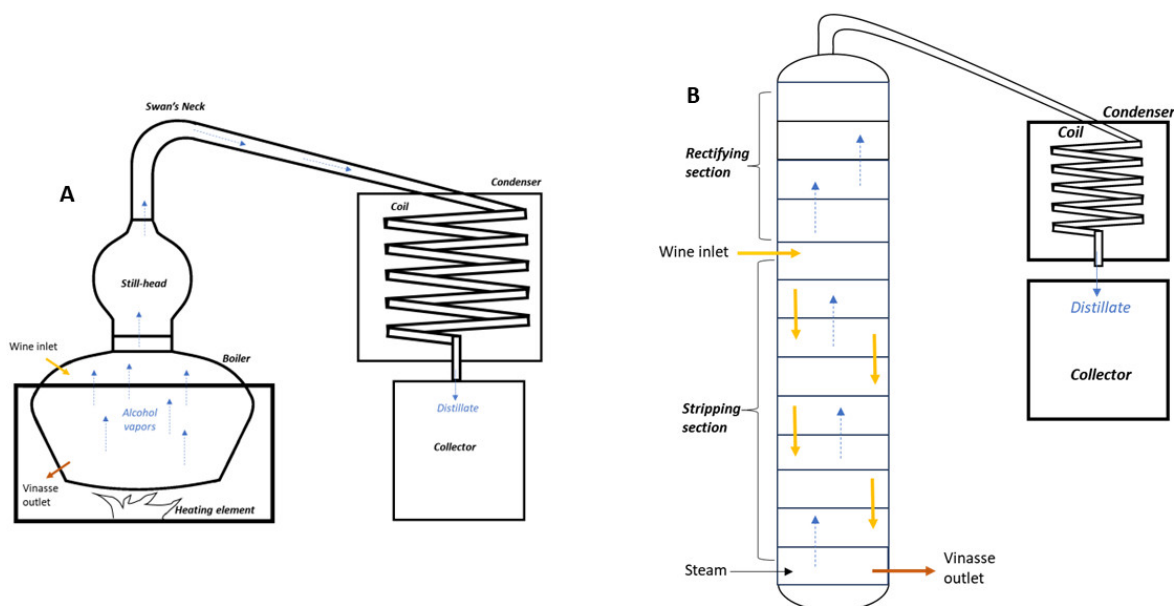 A
Swan's Neck
Condenser
Coil
Still-head
Wine inlet
Boiler
Alcohol
vapors
Vinasse
outlet
Heating element
Distillate
Collector
B
Rectifying
section
Wine inlet
Stripping
section
Steam
Vinasse
outlet
Condenser
Coil
Distillate
Collector